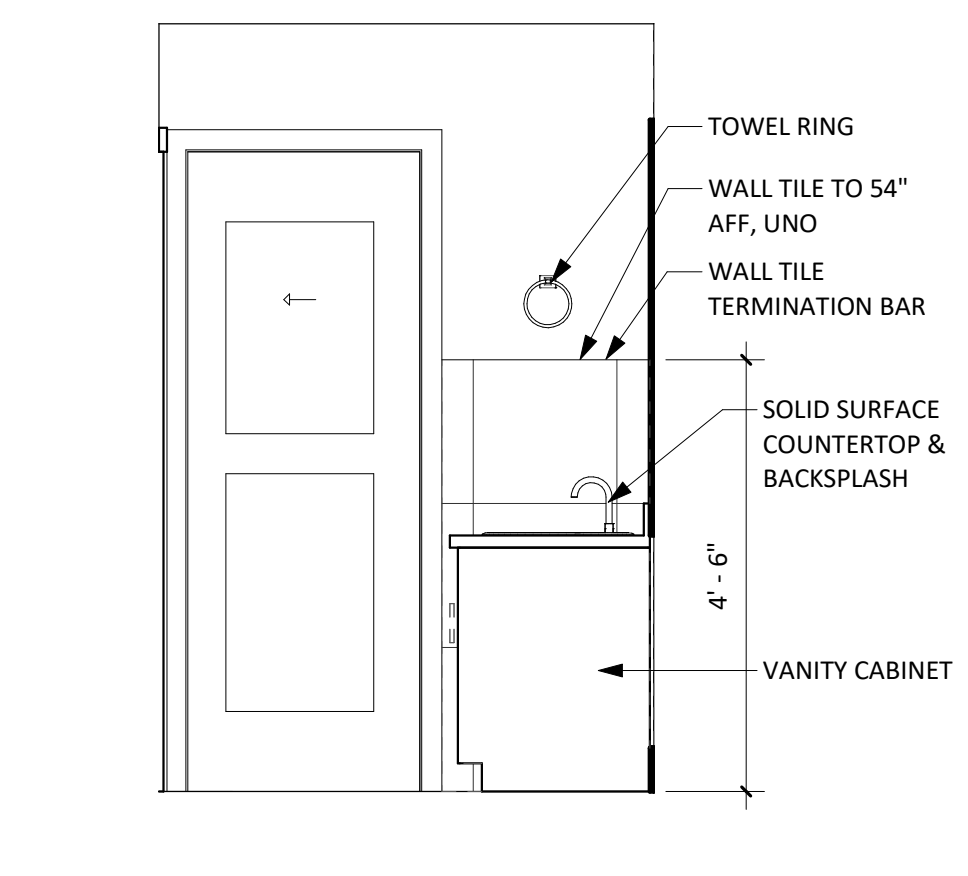 TOWEL RING
WALL TILE TO 54"
AFF, UNO
WALL TILE
TERMINATION BAR
SOLID SURFACE
COUNTERTOP &
BACKSPLASH
4' - 6"
VANITY CABINET